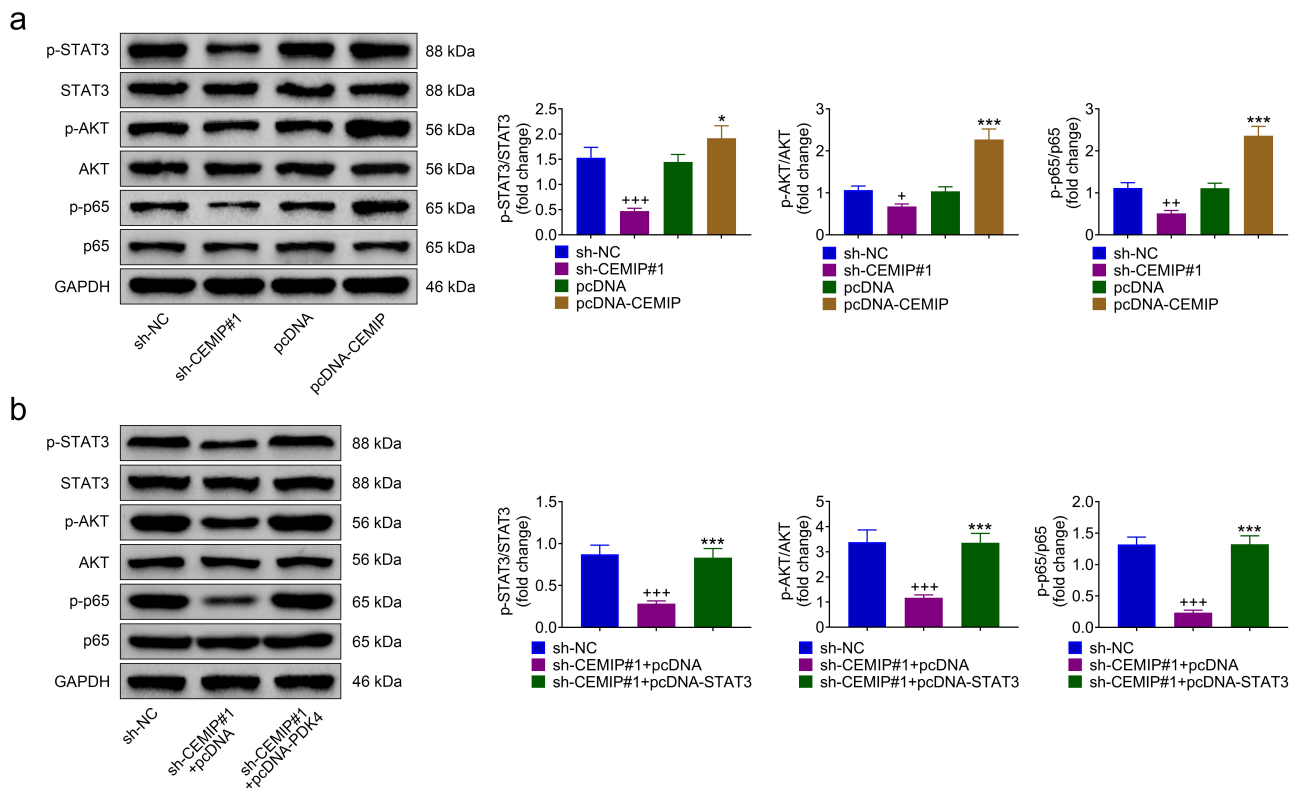 a
p-STAT3
88 kDa
STAT3
88 kDa
p-AKT
56 kDa
AKT
56 kDa
p-p65
65 kDa
p65
65 kDa
GAPDH
46 kDa
sh-NC
sh-CEMIP#1
pcDNA
pcDNA-CEMIP
p-STAT3/STAT3
(fold change)
2.5
2.0
1.5
1.0
0.5
0.0
+++
*
sh-NC
sh-CEMIP#1
pcDNA
pcDNA-CEMIP
p-AKT/AKT
(fold change)
3
2
1
0
+
***
sh-NC
sh-CEMIP#1
pcDNA
pcDNA-CEMIP
p-p65/p65
(fold change)
3
2
1
0
++
***
sh-NC
sh-CEMIP#1
pcDNA
pcDNA-CEMIP
b
p-STAT3
88 kDa
STAT3
88 kDa
p-AKT
56 kDa
AKT
56 kDa
p-p65
65 kDa
p65
65 kDa
GAPDH
46 kDa
sh-NC
sh-CEMIP#1
+pcDNA
sh-CEMIP#1
+pcDNA-PDK4
p-STAT3/STAT3
(fold change)
1.5
1.0
0.5
0.0
+++
***
sh-NC
sh-CEMIP#1+pcDNA
sh-CEMIP#1+pcDNA-STAT3
p-AKT/AKT
(fold change)
5
4
3
2
1
0
+++
***
sh-NC
sh-CEMIP#1+pcDNA
sh-CEMIP#1+pcDNA-STAT3
p-p65/p65
(fold change)
2.0
1.5
1.0
0.5
0.0
+++
***
sh-NC
sh-CEMIP#1+pcDNA
sh-CEMIP#1+pcDNA-STAT3